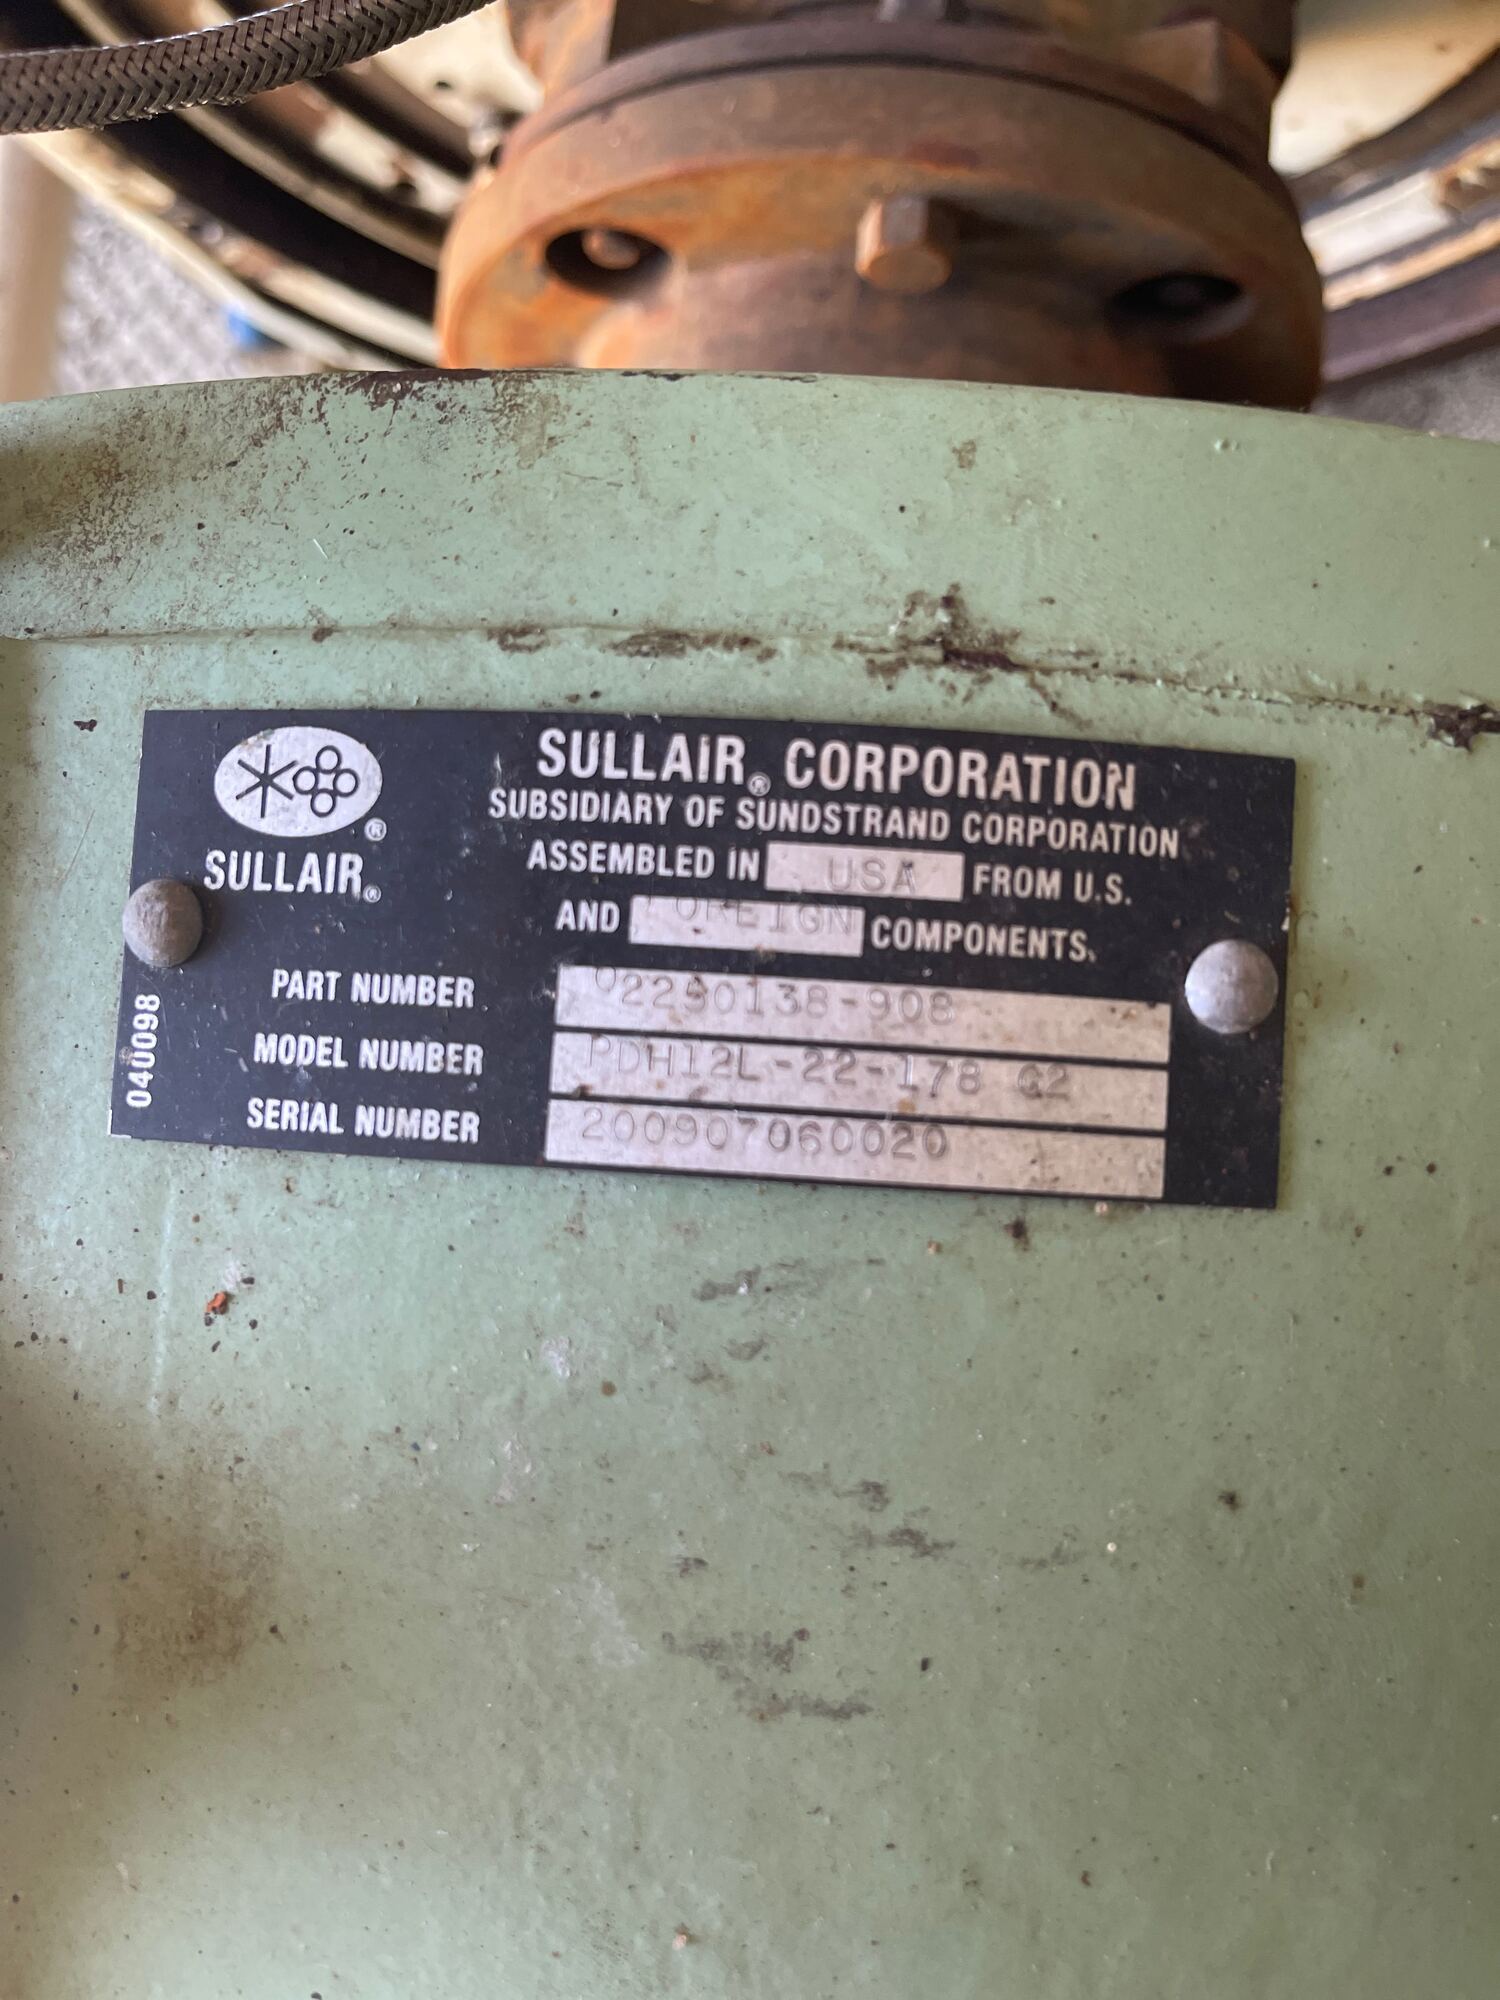 SULLAIR®
SULLAIR® CORPORATION
SUBSIDIARY OF SUNDSTRAND CORPORATION
ASSEMBLED IN USA FROM U.S.
AND FOREIGN COMPONENTS.
PART NUMBER 02250138-908
MODEL NUMBER PDH12L-22-178 C2
SERIAL NUMBER 200907060020
040098